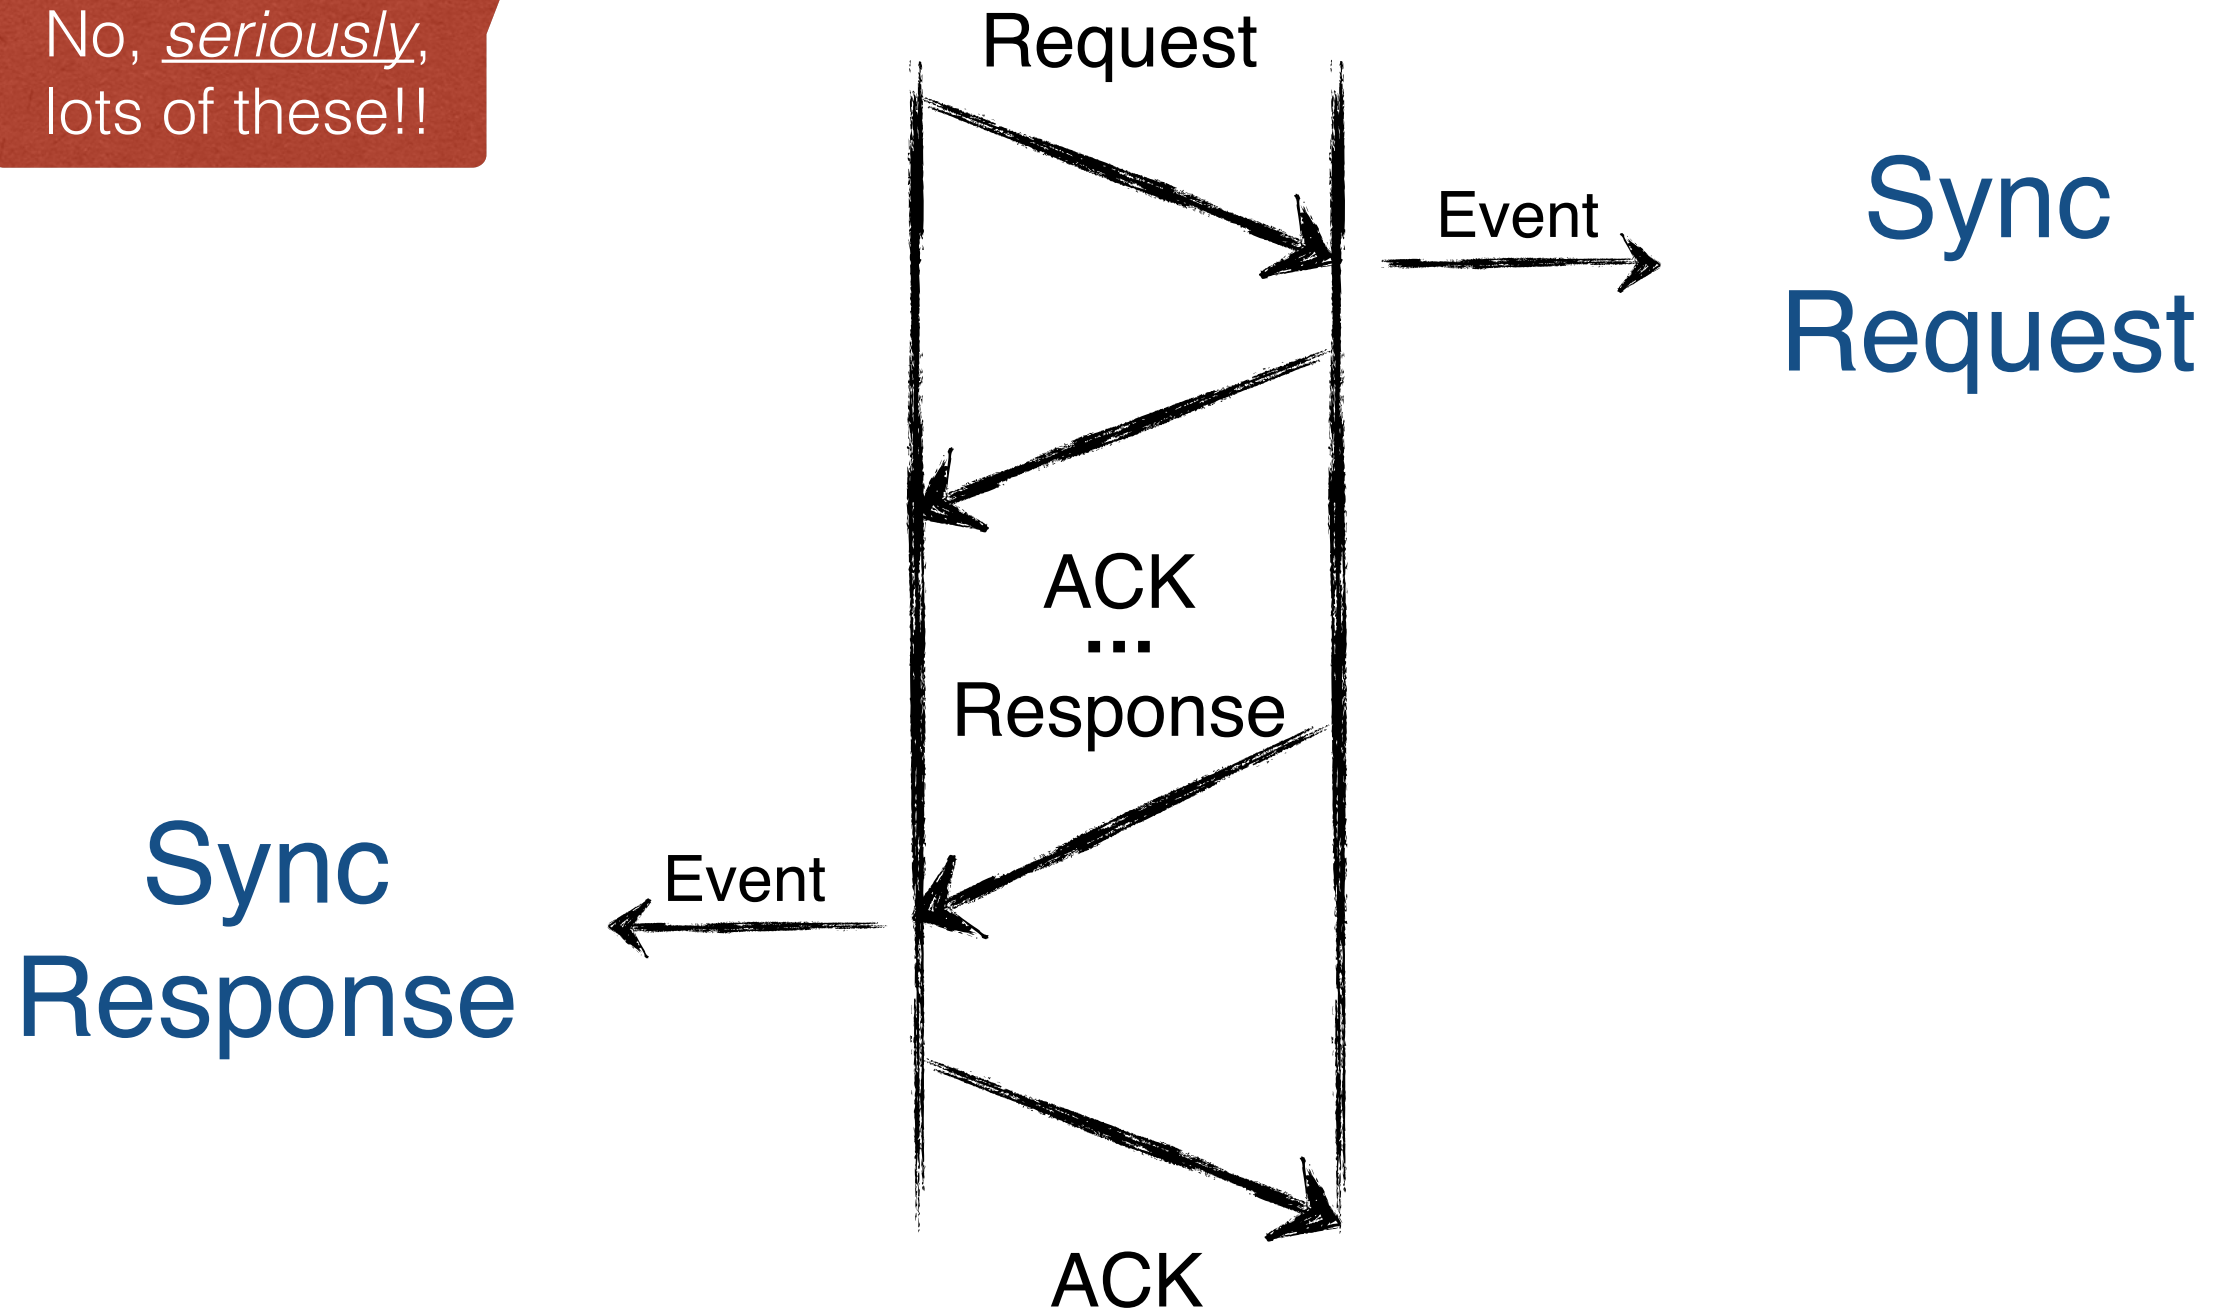 No, seriously,
lots of these!!
Request
Event
Sync
Request
ACK
...
Response
Event
Sync
Response
ACK